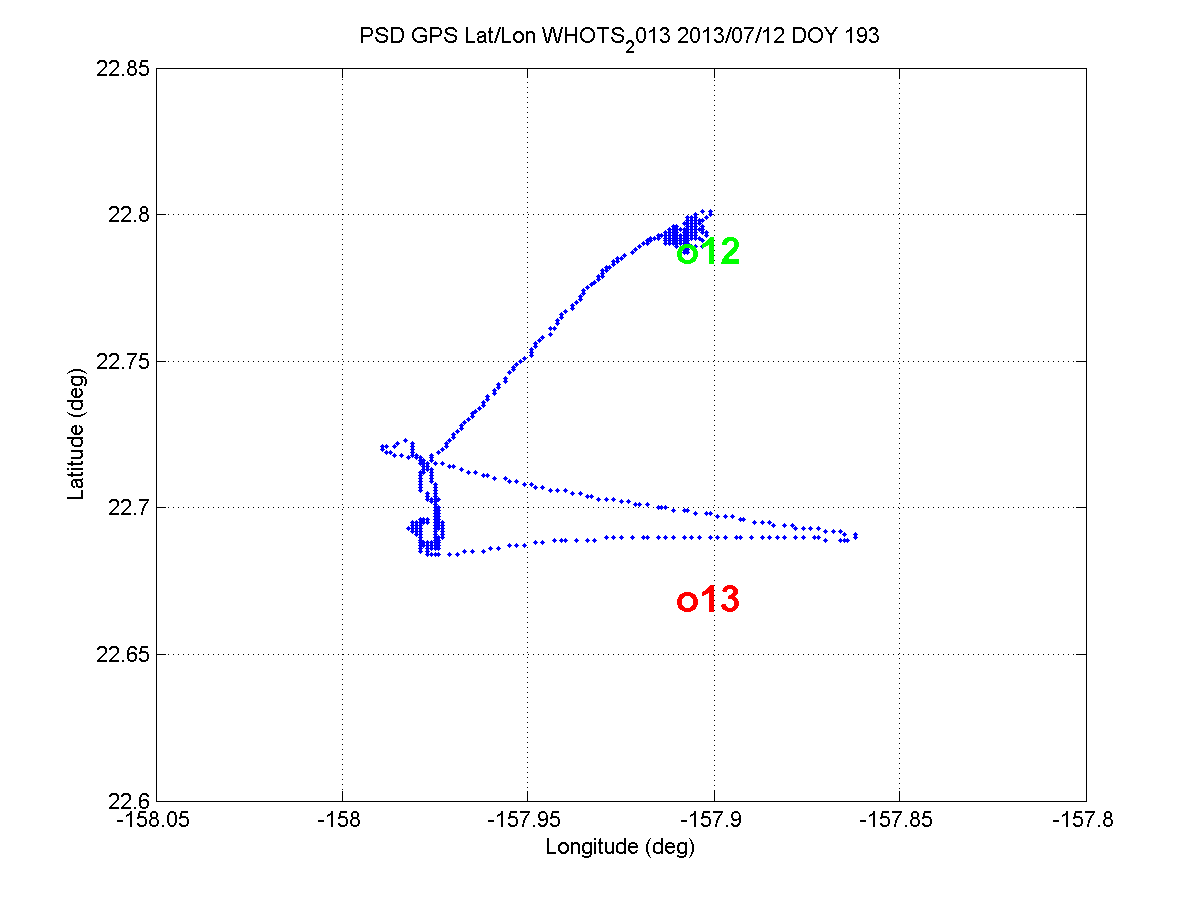 PSD GPS Lat/Lon WHOTS₂013 2013/07/12 DOY 193
22.85
22.8
o12
22.75
Latitude (deg)
22.7
o13
22.65
22.6
-158.05 -158 -157.95 -157.9 -157.85 -157.8
Longitude (deg)